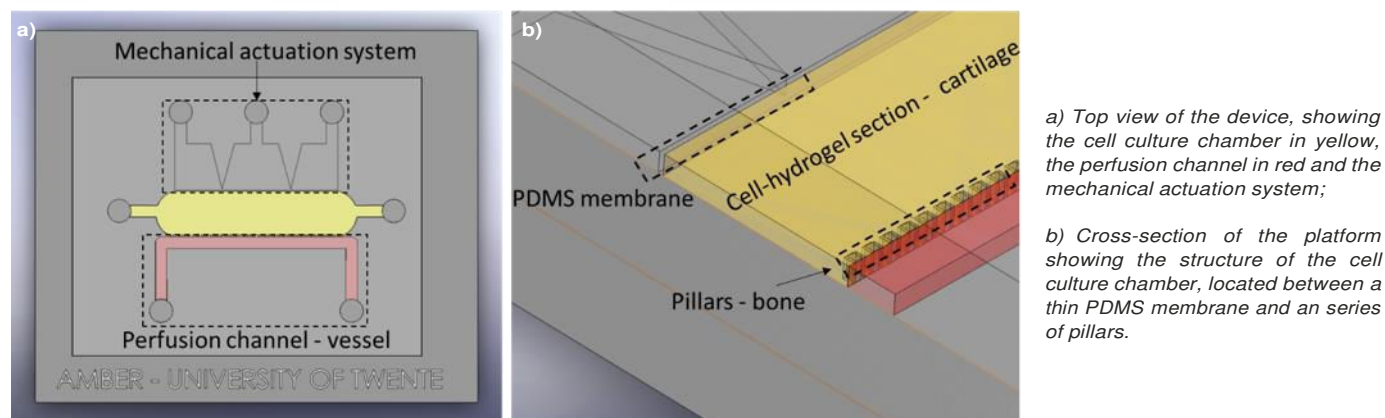 a)
Mechanical actuation system
Perfusion channel - vessel
AMBER - UNIVERSITY OF TWENTE
b)
Cell-hydrogel section - cartilage
PDMS membrane
Pillars - bone
a) Top view of the device, showing
the cell culture chamber in yellow,
the perfusion channel in red and the
mechanical actuation system;
b) Cross-section of the platform
showing the structure of the cell
culture chamber, located between a
thin PDMS membrane and an series
of pillars.